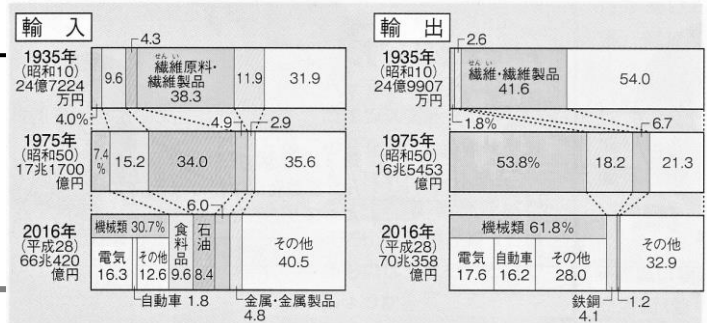 輸入
4.3
1935年
(昭和10)
24億7224
万円
9.6
せんい
繊維原料・
繊維製品
38.3
11.9
31.9
4.0%
4.9
2.9
1975年
(昭和50)
17兆1700
億円
7.4
%
15.2
34.0
35.6
6.0
2016年
(平成28)
66兆420
億円
機械類 30.7%
電気
16.3
その他
12.6
食料品
9.6
石油
8.4
その他
40.5
自動車 1.8
金属・金属製品
4.8
輸出
2.6
1935年
(昭和10)
24億9907
万円
せんい
繊維・繊維製品
41.6
54.0
1.8%
6.7
1975年
(昭和50)
16兆5453
億円
53.8%
18.2
21.3
2016年
(平成28)
70兆358
億円
機械類 61.8%
電気
17.6
自動車
16.2
その他
28.0
その他
32.9
鉄鋼
4.1
1.2